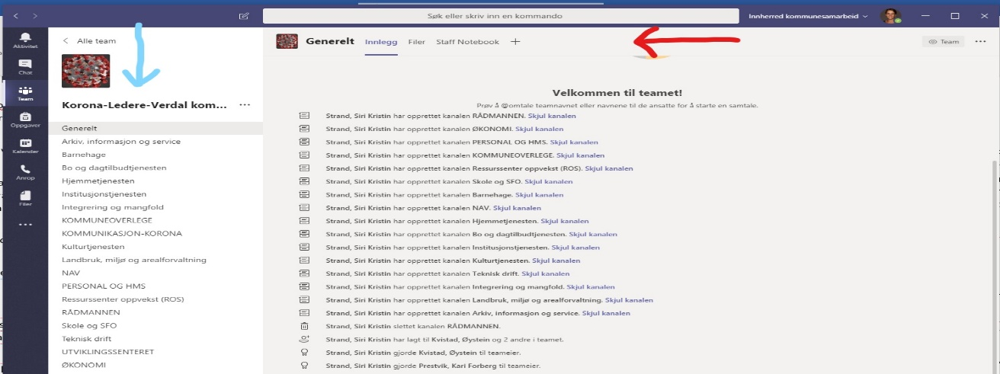 Søk eller skriv inn en kommando
Innherred kommunesamarbeid
Aktivitet
Chat
Team
Oppgaver
Kalender
Anrop
Filer
Alle team
Korona-Ledere-Verdal kom...
Generelt
Arkiv, informasjon og service
Barnehage
Bo og dagtilbudtjenesten
Hjemmetjenesten
Institusjonstjenesten
Integrering og mangfold
KOMMUNEOVERLEGE
KOMMUNIKASJON-KORONA
Kulturtjenesten
Landbruk, miljø og arealforvaltning
NAV
PERSONAL OG HMS
Ressurssenter oppvekst (ROS)
RÅDMANNEN
Skole og SFO
Teknisk drift
UTVIKLINGSSENTERET
ØKONOMI
Generelt Innlegg Filer Staff Notebook
Team
Velkommen til teamet!
Prøv å @omtale teamnavnet eller navnene til de ansatte for å starte en samtale.
Strand, Siri Kristin har opprettet kanalen RÅDMANNEN. Skjul kanalen
Strand, Siri Kristin har opprettet kanalen ØKONOMI. Skjul kanalen
Strand, Siri Kristin har opprettet kanalen PERSONAL OG HMS. Skjul kanalen
Strand, Siri Kristin har opprettet kanalen KOMMUNEOVERLEGE. Skjul kanalen
Strand, Siri Kristin har opprettet kanalen Ressurssenter oppvekst (ROS). Skjul kanalen
Strand, Siri Kristin har opprettet kanalen Skole og SFO. Skjul kanalen
Strand, Siri Kristin har opprettet kanalen Barnehage. Skjul kanalen
Strand, Siri Kristin har opprettet kanalen NAV. Skjul kanalen
Strand, Siri Kristin har opprettet kanalen Hjemmetjenesten. Skjul kanalen
Strand, Siri Kristin har opprettet kanalen Bo og dagtilbudtjenesten. Skjul kanalen
Strand, Siri Kristin har opprettet kanalen Institusjonstjenesten. Skjul kanalen
Strand, Siri Kristin har opprettet kanalen Kulturtjenesten. Skjul kanalen
Strand, Siri Kristin har opprettet kanalen Teknisk drift. Skjul kanalen
Strand, Siri Kristin har opprettet kanalen Integrering og mangfold. Skjul kanalen
Strand, Siri Kristin har opprettet kanalen Landbruk, miljø og arealforvaltning. Skjul kanalen
Strand, Siri Kristin har opprettet kanalen Arkiv, informasjon og service. Skjul kanalen
Strand, Siri Kristin slettet kanalen RÅDMANNEN.
Strand, Siri Kristin har lagt til Kvistad, Øystein og 2 andre i teamet.
Strand, Siri Kristin gjorde Kvistad, Øystein til teameier.
Strand, Siri Kristin gjorde Prestvik, Kari Forberg til teameier.